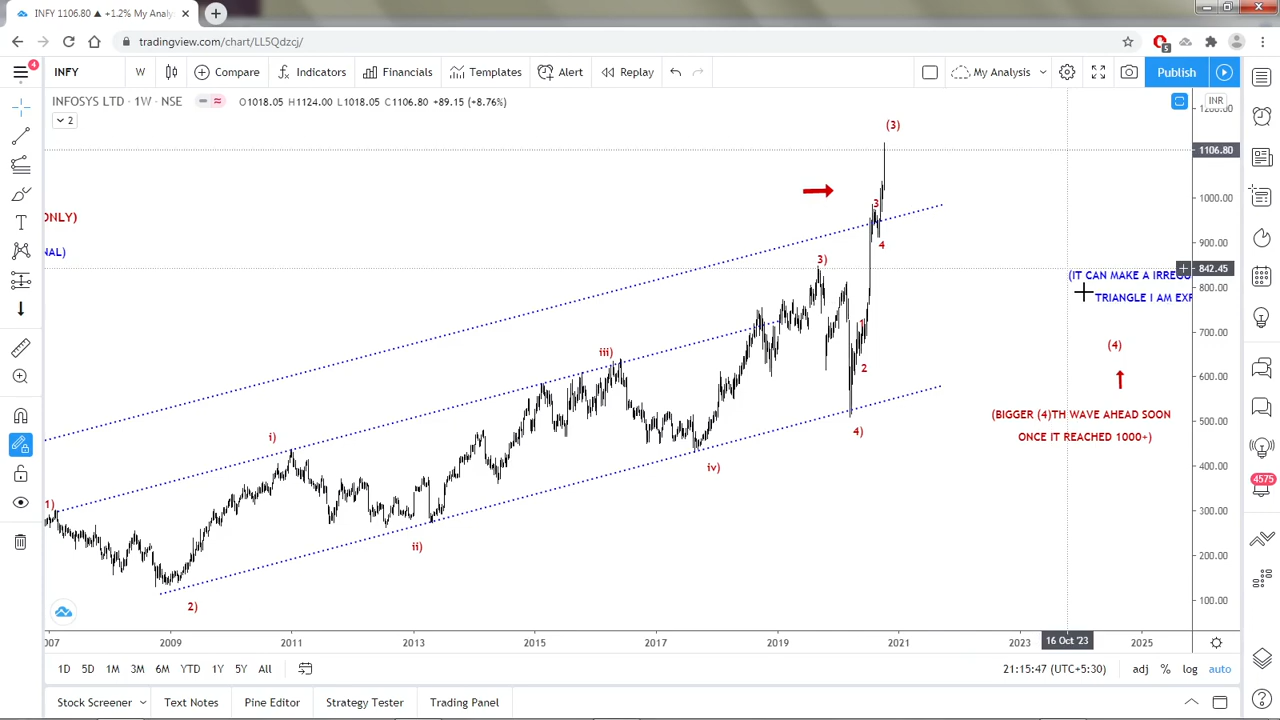 INFY 1106.80 ▲ +1.2% My Analy
tradingview.com/chart/LL5Qdzcj/
5
4
INFY
W
Compare
Indicators
Financials
Templates
Alert
Replay
My Analysis
Publish
INFOSYS LTD · 1W · NSE
O1018.05 H1124.00 L1018.05 C1106.80 +89.15 (+8.76%)
2
INR
1200.00
(3)
1106.80
3
1000.00
ONLY)
4
900.00
NAL)
3)
842.45
(IT CAN MAKE A IRREGU
800.00
TRIANGLE I AM EXP
1
700.00
iii)
(4)
2
600.00
(BIGGER (4)TH WAVE AHEAD SOON
500.00
i)
4)
ONCE IT REACHED 1000+)
iv)
400.00
4575
1)
300.00
ii)
200.00
2)
100.00
007
2009
2011
2013
2015
2017
2019
2021
2023
16 Oct '23
2025
1D
5D
1M
3M
6M
YTD
1Y
5Y
All
21:15:47 (UTC+5:30)
adj
%
log
auto
Stock Screener
Text Notes
Pine Editor
Strategy Tester
Trading Panel